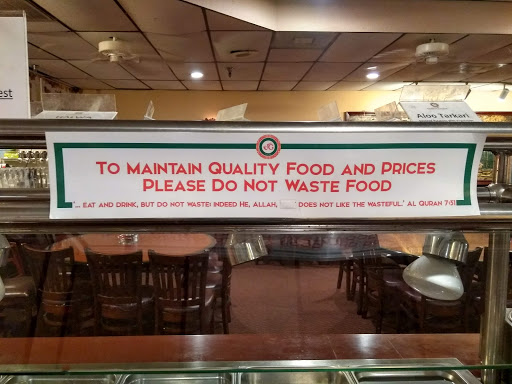 est
Aloo Tarkari
TO MAINTAIN QUALITY FOOD AND PRICES
PLEASE DO NOT WASTE FOOD
'... EAT AND DRINK, BUT DO NOT WASTE! INDEED HE, ALLAH, DOES NOT LIKE THE WASTEFUL.' AL QURAN 7:31